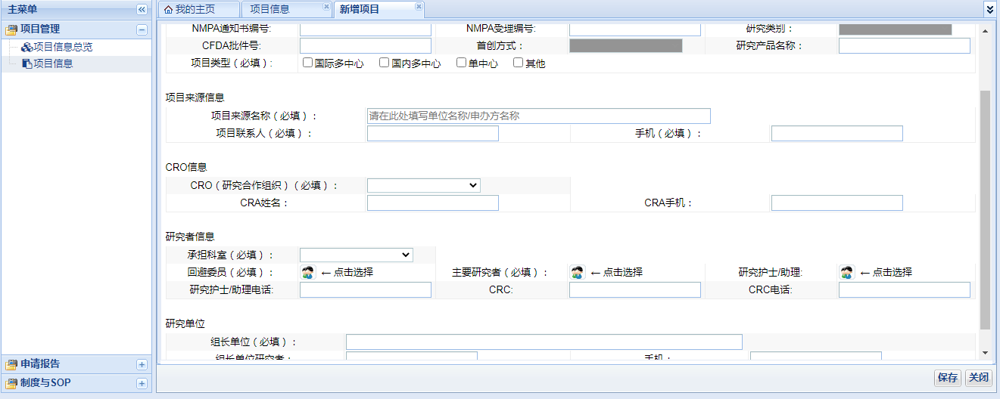 主菜单
我的主页 项目信息 新增项目
项目管理
项目信息总览
项目信息
申请报告
制度与SOP
NMPA通知书编号: NMPA受理编号: 研究类别：
CFDA批件号: 首创方式： 研究产品名称：
项目类型（必填）: 国际多中心 国内多中心 单中心 其他
项目来源信息
项目来源名称（必填）： 请在此处填写单位名称/申办方名称
项目联系人（必填）： 手机（必填）：
CRO信息
CRO（研究合作组织）（必填）：
CRA姓名： CRA手机：
研究者信息
承担科室（必填）：
回避委员（必填）： ←点击选择 主要研究者（必填）： ←点击选择 研究护士/助理: ←点击选择
研究护士/助理电话: CRC: CRC电话:
研究单位
组长单位（必填）：
组长单位研究者： 手机：
保存 关闭